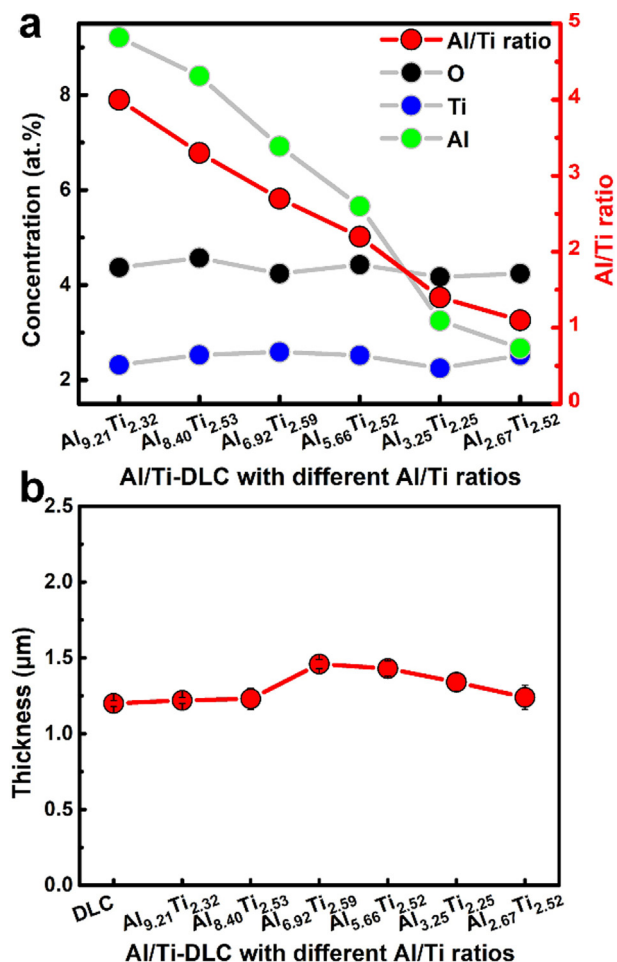 a
Al/Ti ratio
O
Ti
Al
8
6
4
2
Concentration (at.%)
5
4
3
2
1
0
Al/Ti ratio
Al9.21Ti2.32
Al8.40Ti2.53
Al6.92Ti2.59
Al5.66Ti2.52
Al3.25Ti2.25
Al2.67Ti2.52
Al/Ti-DLC with different Al/Ti ratios
b
2.5
2.0
1.5
1.0
0.5
0.0
Thickness (μm)
DLC
Al9.21Ti2.32
Al8.40Ti2.53
Al6.92Ti2.59
Al5.66Ti2.52
Al3.25Ti2.25
Al2.67Ti2.52
Al/Ti-DLC with different Al/Ti ratios